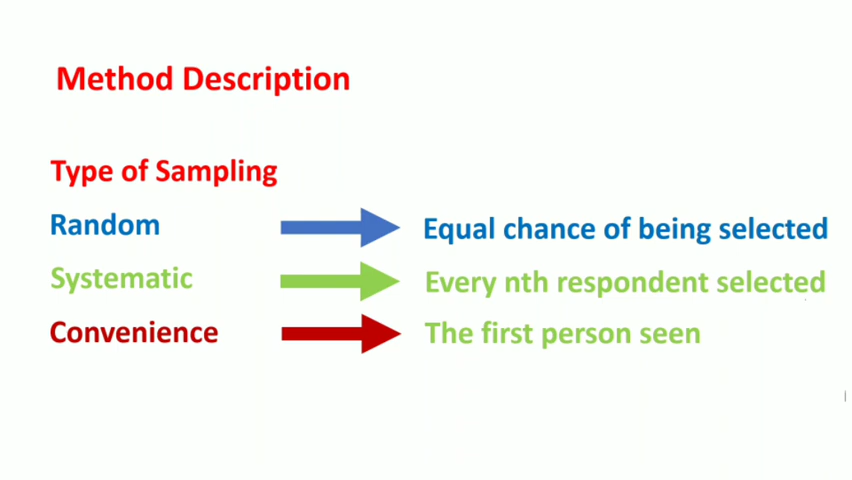 Method Description
Type of Sampling
Random Equal chance of being selected
Systematic Every nth respondent selected
Convenience The first person seen